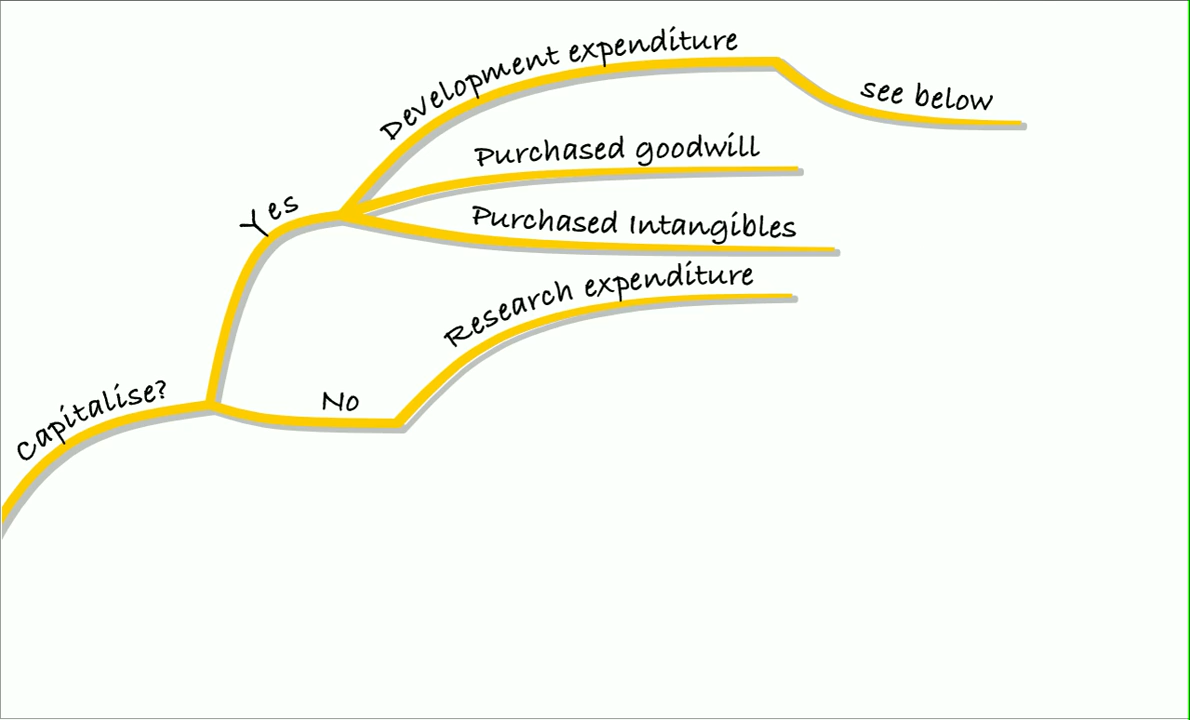 Development expenditure
see below
Purchased goodwill
Yes
Purchased Intangibles
Research expenditure
Capitalise?
No